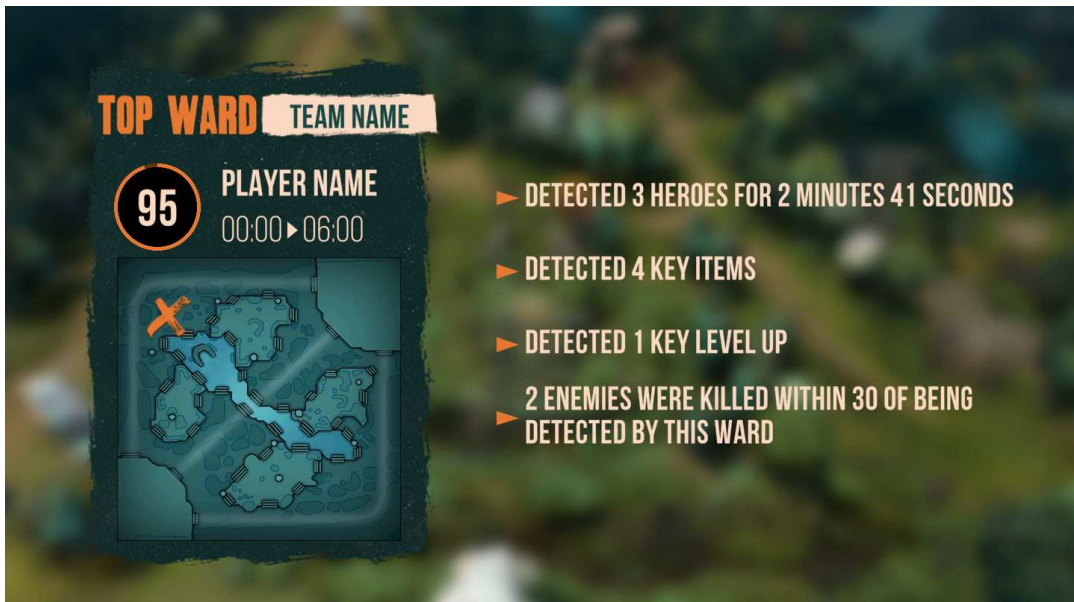 TOP WARD TEAM NAME
95
PLAYER NAME
00:00▸06:00
DETECTED 3 HEROES FOR 2 MINUTES 41 SECONDS
DETECTED 4 KEY ITEMS
DETECTED 1 KEY LEVEL UP
2 ENEMIES WERE KILLED WITHIN 30 OF BEING
DETECTED BY THIS WARD